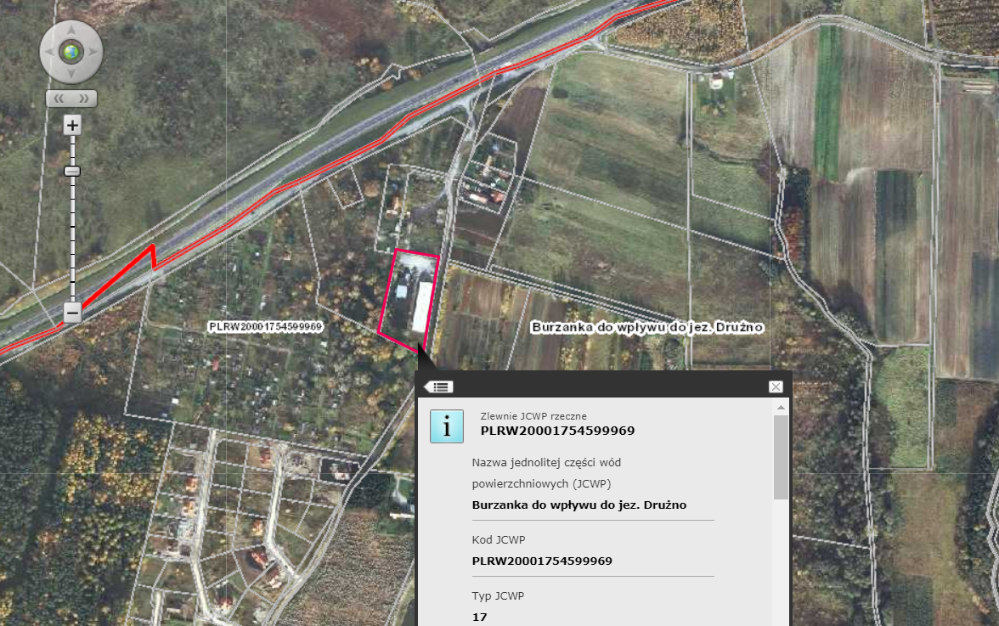 PLRW20001754599969
Burzanka do wpływu do jez. Drużno
Zlewnie JCWP rzeczne
PLRW20001754599969
Nazwa jednolitej części wód
powierzchniowych (JCWP)
Burzanka do wpływu do jez. Drużno
Kod JCWP
PLRW20001754599969
Typ JCWP
17